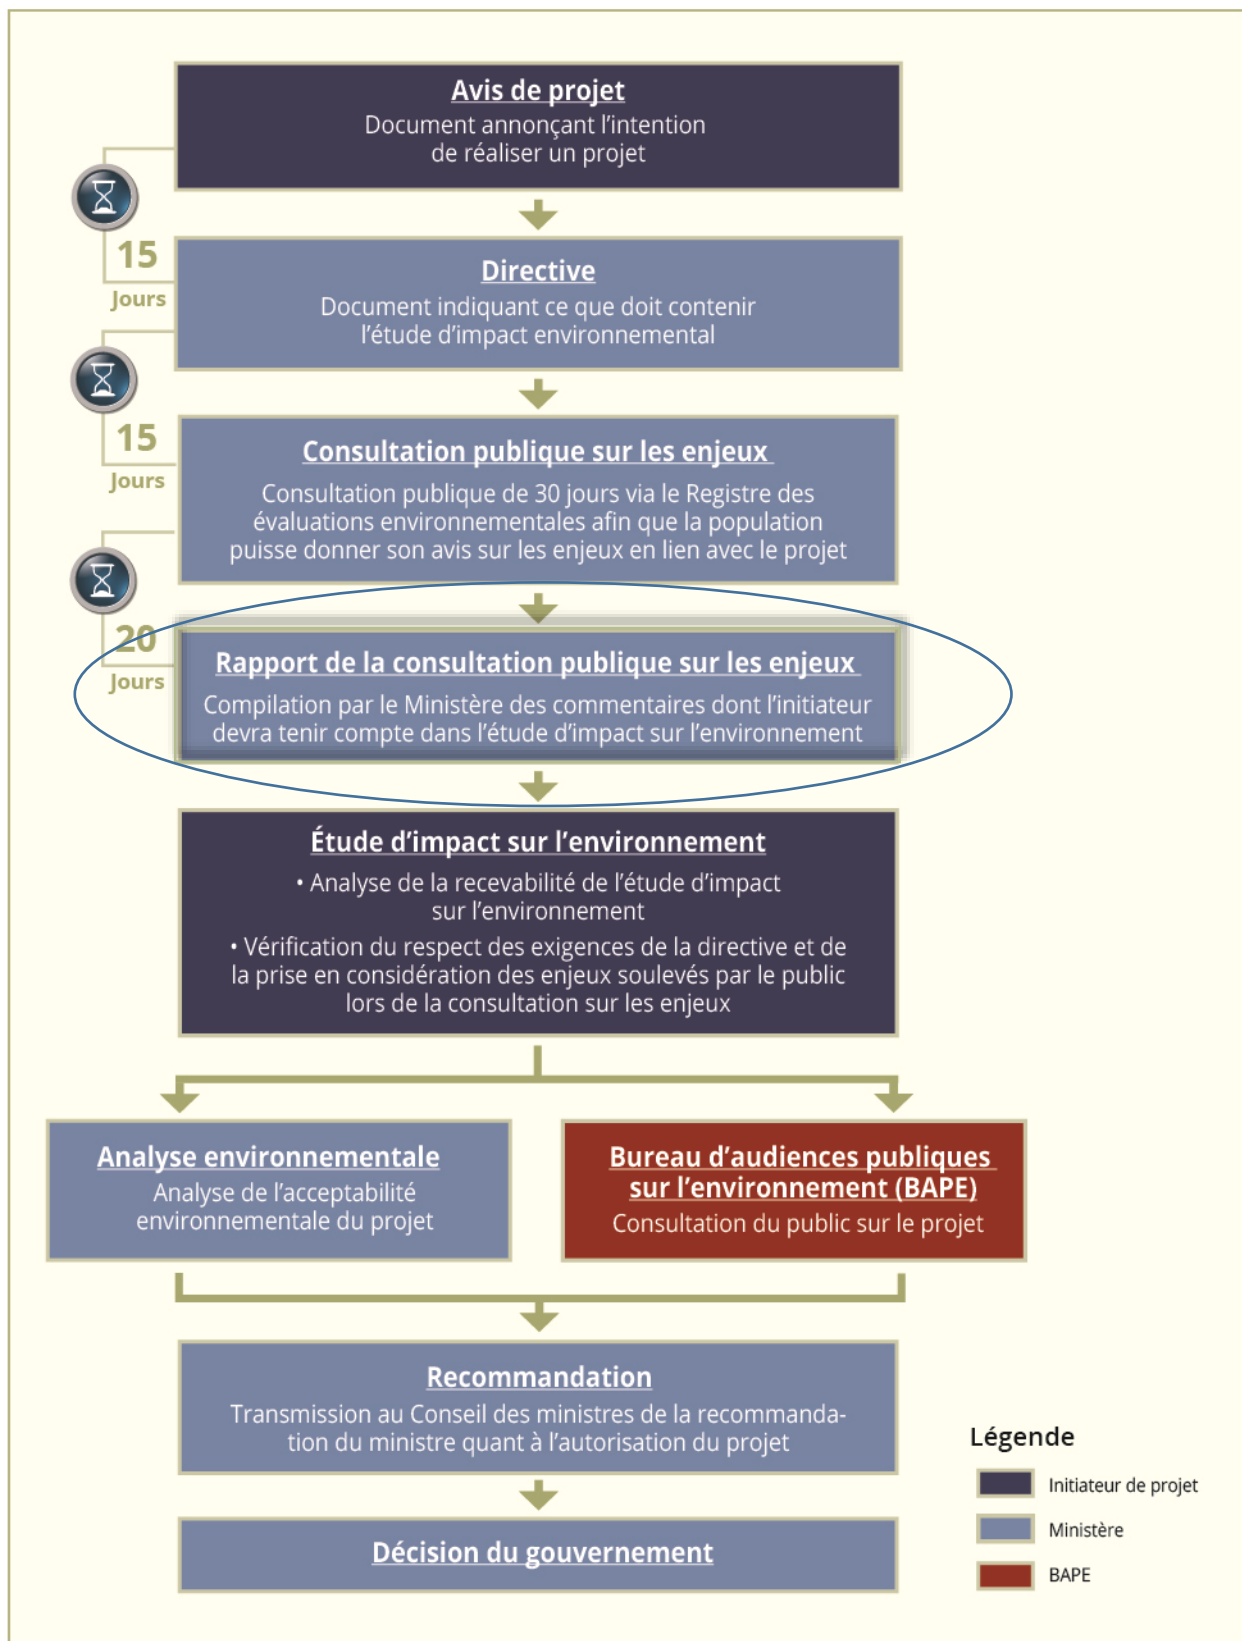 Avis de projet
Document annonçant l'intention
de réaliser un projet
15
Jours
Directive
Document indiquant ce que doit contenir
l'étude d'impact environnemental
15
Jours
Consultation publique sur les enjeux
Consultation publique de 30 jours via le Registre des
évaluations environnementales afin que la population
puisse donner son avis sur les enjeux en lien avec le projet
20
Jours
Rapport de la consultation publique sur les enjeux
Compilation par le Ministère des commentaires dont l'initiateur
devra tenir compte dans l'étude d'impact sur l'environnement
Étude d'impact sur l'environnement
• Analyse de la recevabilité de l'étude d'impact
sur l'environnement
• Vérification du respect des exigences de la directive et de
la prise en considération des enjeux soulevés par le public
lors de la consultation sur les enjeux
Analyse environnementale
Analyse de l'acceptabilité
environnementale du projet
Bureau d'audiences publiques
sur l'environnement (BAPE)
Consultation du public sur le projet
Recommandation
Transmission au Conseil des ministres de la recommanda-
tion du ministre quant à l'autorisation du projet
Décision du gouvernement
Légende
Initiateur de projet
Ministère
BAPE